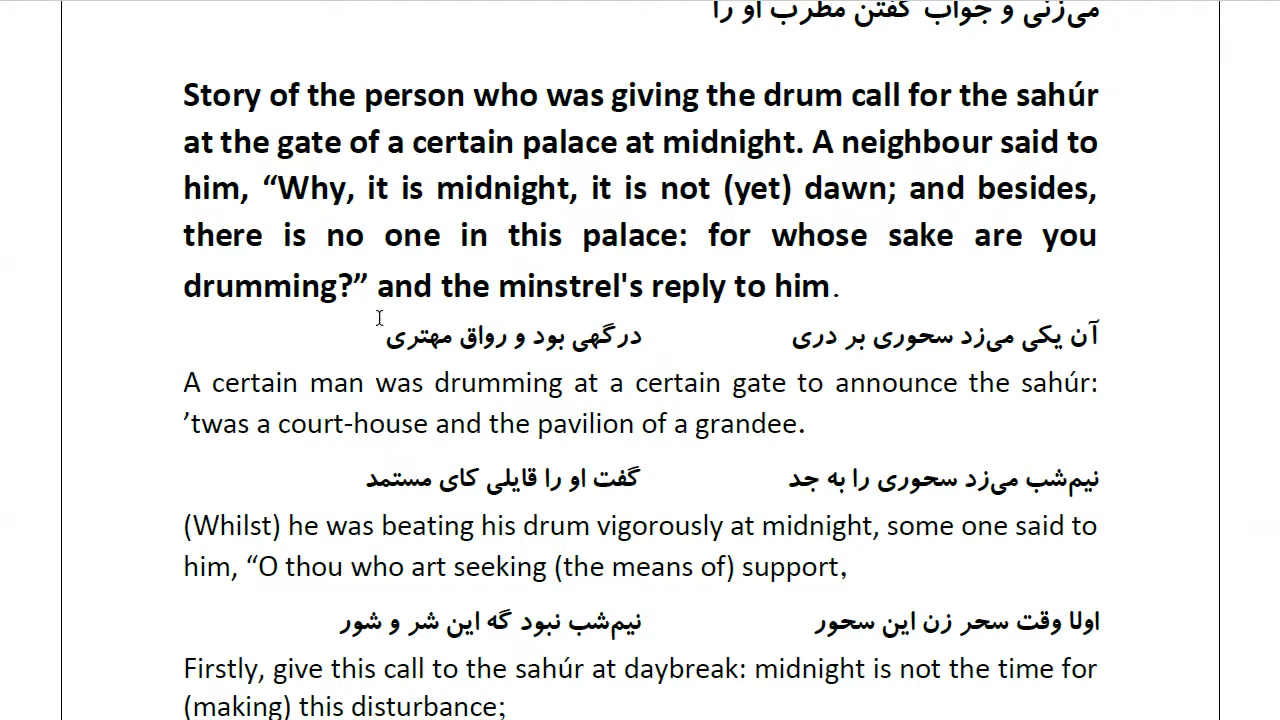 می‌زنی و جواب گفتن مطرب او را
Story of the person who was giving the drum call for the sahúr
at the gate of a certain palace at midnight. A neighbour said to
him, “Why, it is midnight, it is not (yet) dawn; and besides,
there is no one in this palace: for whose sake are you
drumming?” and the minstrel's reply to him.
آن یکی می‌زد سحوری بر دری درگهی بود و رواق مهتری
A certain man was drumming at a certain gate to announce the sahúr:
’twas a court-house and the pavilion of a grandee.
نیم‌شب می‌زد سحوری را به جد گفت او را قایلی کای مستمد
(Whilst) he was beating his drum vigorously at midnight, some one said to
him, “O thou who art seeking (the means of) support,
اولا وقت سحر زن این سحور نیم‌شب نبود گه این شر و شور
Firstly, give this call to the sahúr at daybreak: midnight is not the time for
(making) this disturbance;